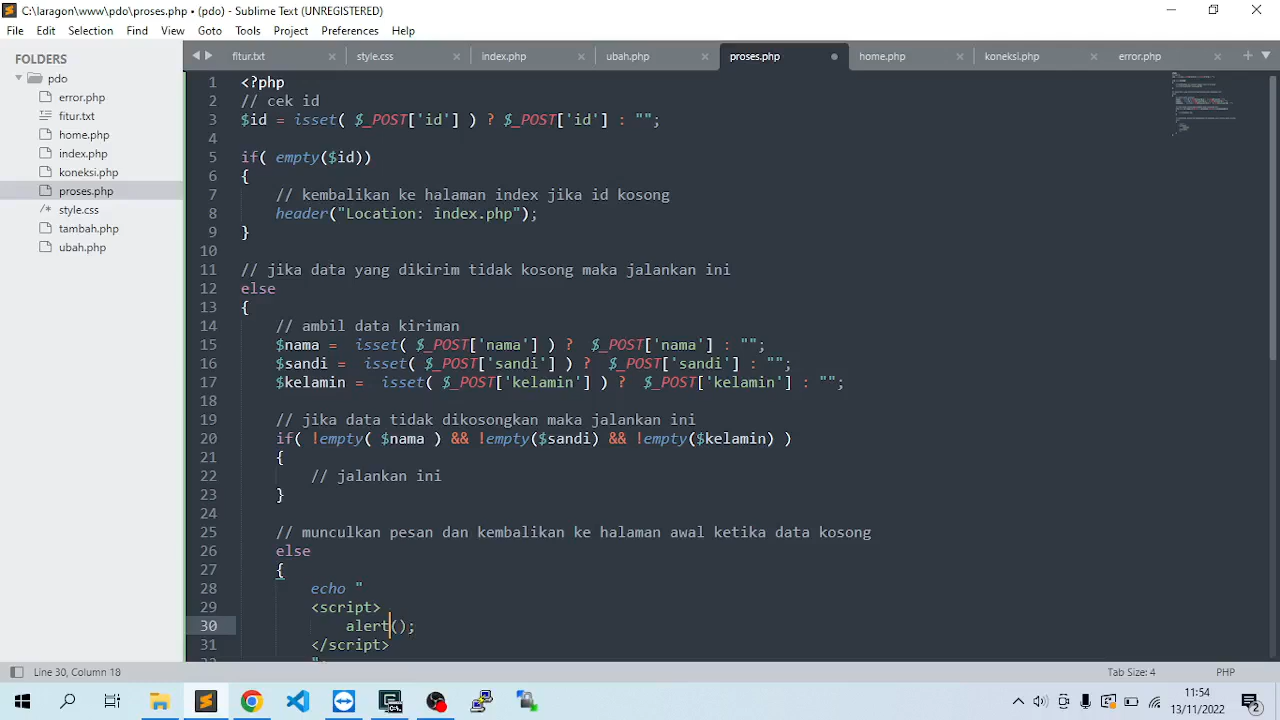 C:\laragon\www\pdo\proses.php • (pdo) - Sublime Text (UNREGISTERED)
File Edit Selection Find View Goto Tools Project Preferences Help
FOLDERS
pdo
error.php
fitur.txt
home.php
index.php
koneksi.php
proses.php
/* style.css
tambah.php
ubah.php
fitur.txt style.css index.php ubah.php proses.php home.php koneksi.php error.php
1 <?php
2 // cek id
3 $id = isset( $_POST['id'] ) ? $_POST['id'] : "";
4
5 if( empty($id))
6 {
7 // kembalikan ke halaman index jika id kosong
8 header("Location: index.php");
9 }
10
11 // jika data yang dikirim tidak kosong maka jalankan ini
12 else
13 {
14 // ambil data kiriman
15 $nama =  isset( $_POST['nama'] ) ?  $_POST['nama'] : "";
16 $sandi =  isset( $_POST['sandi'] ) ?  $_POST['sandi'] : "";
17 $kelamin =  isset( $_POST['kelamin'] ) ?  $_POST['kelamin'] : "";
18
19 // jika data tidak dikosongkan maka jalankan ini
20 if( !empty( $nama ) && !empty($sandi) && !empty($kelamin) )
21 {
22 // jalankan ini
23 }
24
25 // munculkan pesan dan kembalikan ke halaman awal ketika data kosong
26 else
27 {
28 echo "
29 <script>
30 alert();
31 </script>
Line 30, Column 18
Tab Size: 4 PHP
11:54
13/11/2022
2